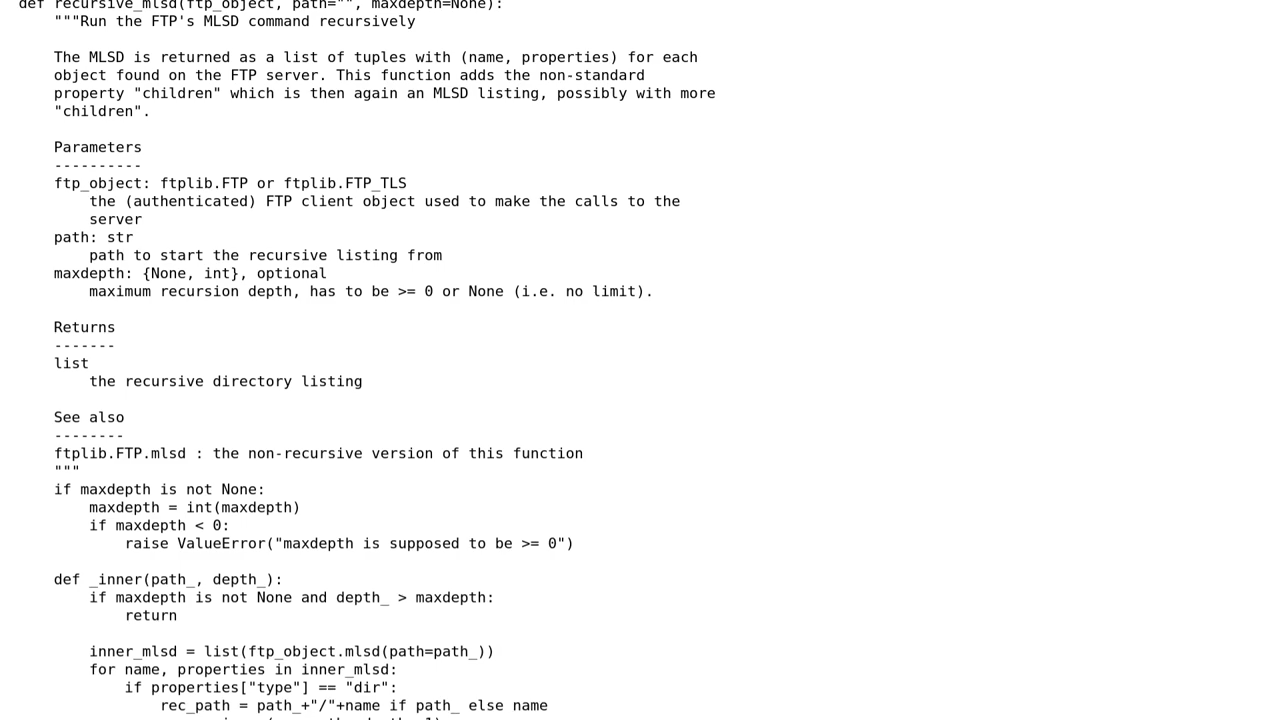 def recursive_mlsd(ftp_object, path="", maxdepth=None):
    """Run the FTP's MLSD command recursively

    The MLSD is returned as a list of tuples with (name, properties) for each
    object found on the FTP server. This function adds the non-standard
    property "children" which is then again an MLSD listing, possibly with more
    "children".

    Parameters
    ----------
    ftp_object: ftplib.FTP or ftplib.FTP_TLS
        the (authenticated) FTP client object used to make the calls to the
        server
    path: str
        path to start the recursive listing from
    maxdepth: {None, int}, optional
        maximum recursion depth, has to be >= 0 or None (i.e. no limit).

    Returns
    -------
    list
        the recursive directory listing

    See also
    --------
    ftplib.FTP.mlsd : the non-recursive version of this function
    """
    if maxdepth is not None:
        maxdepth = int(maxdepth)
        if maxdepth < 0:
            raise ValueError("maxdepth is supposed to be >= 0")

    def _inner(path_, depth_):
        if maxdepth is not None and depth_ > maxdepth:
            return

        inner_mlsd = list(ftp_object.mlsd(path=path_))
        for name, properties in inner_mlsd:
            if properties["type"] == "dir":
                rec_path = path_+"/"+name if path_ else name